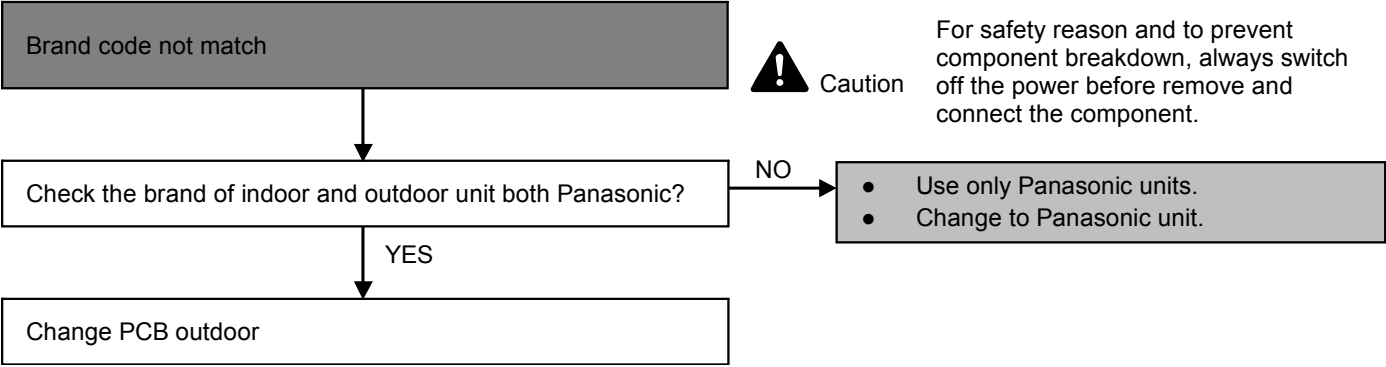 Brand code not match
Caution
For safety reason and to prevent
component breakdown, always switch
off the power before remove and
connect the component.
Check the brand of indoor and outdoor unit both Panasonic?
NO
● Use only Panasonic units.
● Change to Panasonic unit.
YES
Change PCB outdoor